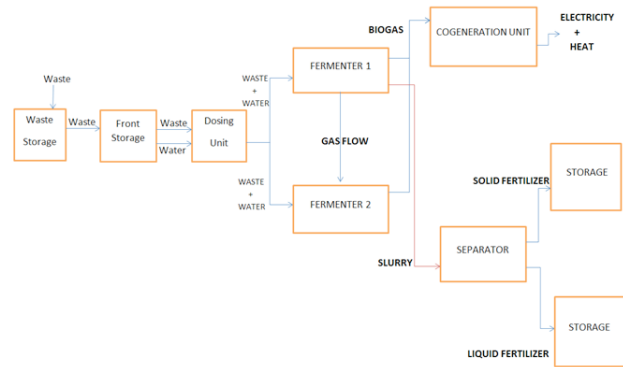 BIOGAS
COGENERATION UNIT
ELECTRICITY
+
HEAT
FERMENTER 1
WASTE
+
WATER
Waste
Waste
Storage
Waste
Front
Storage
Waste
Water
Dosing
Unit
GAS FLOW
WASTE
+
WATER
FERMENTER 2
SOLID FERTILIZER
STORAGE
SEPARATOR
SLURRY
STORAGE
LIQUID FERTILIZER